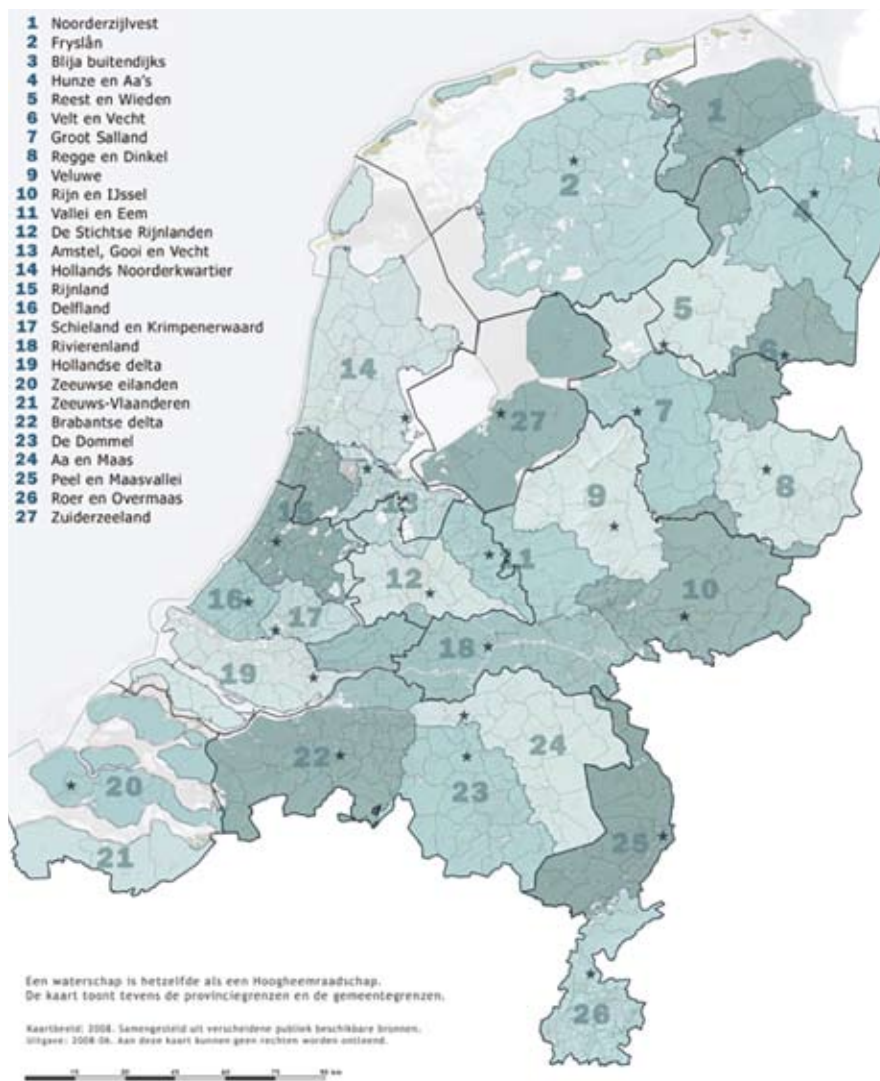 1 Noorderzijlvest
2 Fryslân
3 Blija buitendijks
4 Hunze en Aa's
5 Reest en Wieden
6 Velt en Vecht
7 Groot Salland
8 Regge en Dinkel
9 Veluwe
10 Rijn en IJssel
11 Vallei en Eem
12 De Stichtse Rijnlanden
13 Amstel, Gooi en Vecht
14 Hollands Noorderkwartier
15 Rijnland
16 Delfland
17 Schieland en Krimpenerwaard
18 Rivierenland
19 Hollandse delta
20 Zeeuwse eilanden
21 Zeeuws-Vlaanderen
22 Brabantse delta
23 De Dommel
24 Aa en Maas
25 Peel en Maasvallei
26 Roer en Overmaas
27 Zuiderzeeland
3
1
2
4
5
6
14
27
7
8
9
13
15
11
12
10
16
17
18
19
24
22
20
23
25
21
26
Een waterschap is hetzelfde als een Hoogheemraadschap.
De kaart toont tevens de provinciegrenzen en de gemeentegrenzen.
Kaartbeeld: 2008. Samengesteld uit verscheidene publiek beschikbare bronnen.
Uitgave: 2008-06. Aan deze kaart kunnen geen rechten worden ontleend.